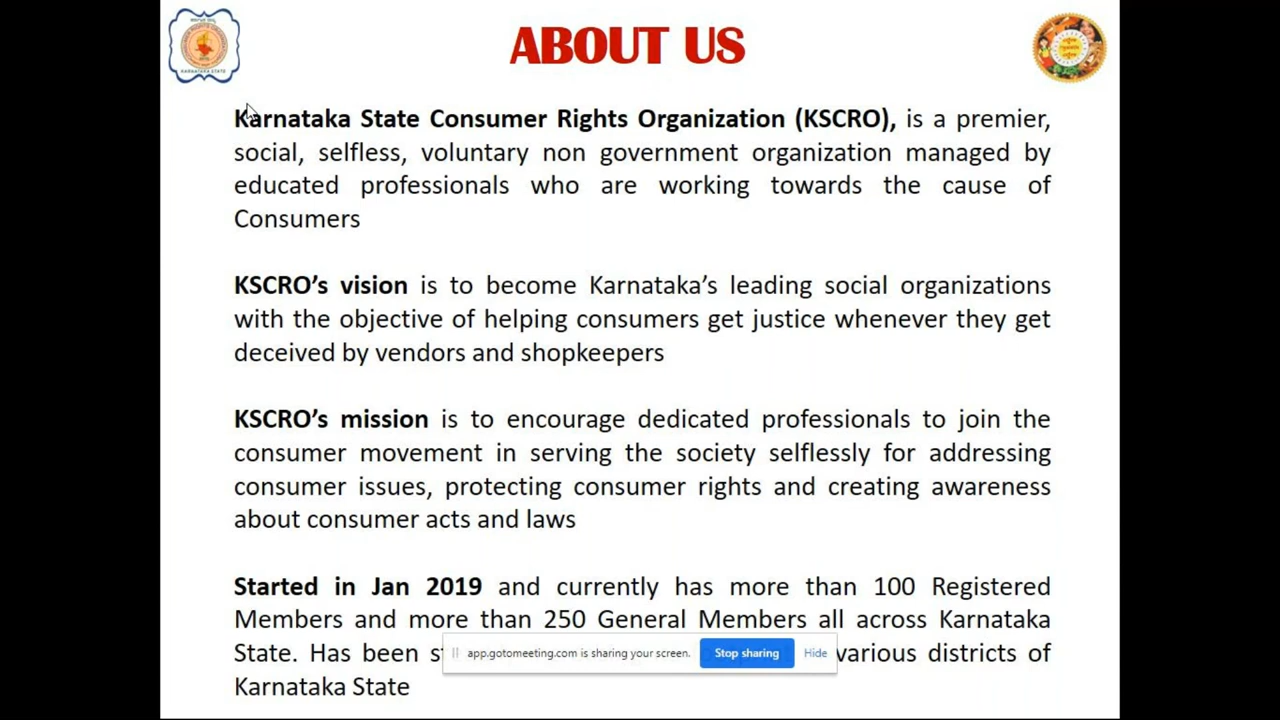 ABOUT US
KARNATAKA STATE
Karnataka State Consumer Rights Organization (KSCRO), is a premier,
social, selfless, voluntary non government organization managed by
educated professionals who are working towards the cause of
Consumers
KSCRO's vision is to become Karnataka's leading social organizations
with the objective of helping consumers get justice whenever they get
deceived by vendors and shopkeepers
KSCRO's mission is to encourage dedicated professionals to join the
consumer movement in serving the society selflessly for addressing
consumer issues, protecting consumer rights and creating awareness
about consumer acts and laws
Started in Jan 2019 and currently has more than 100 Registered
Members and more than 250 General Members all across Karnataka
State. Has been various districts of
app.gotomeeting.com is sharing your screen. Stop sharing Hide
Karnataka State